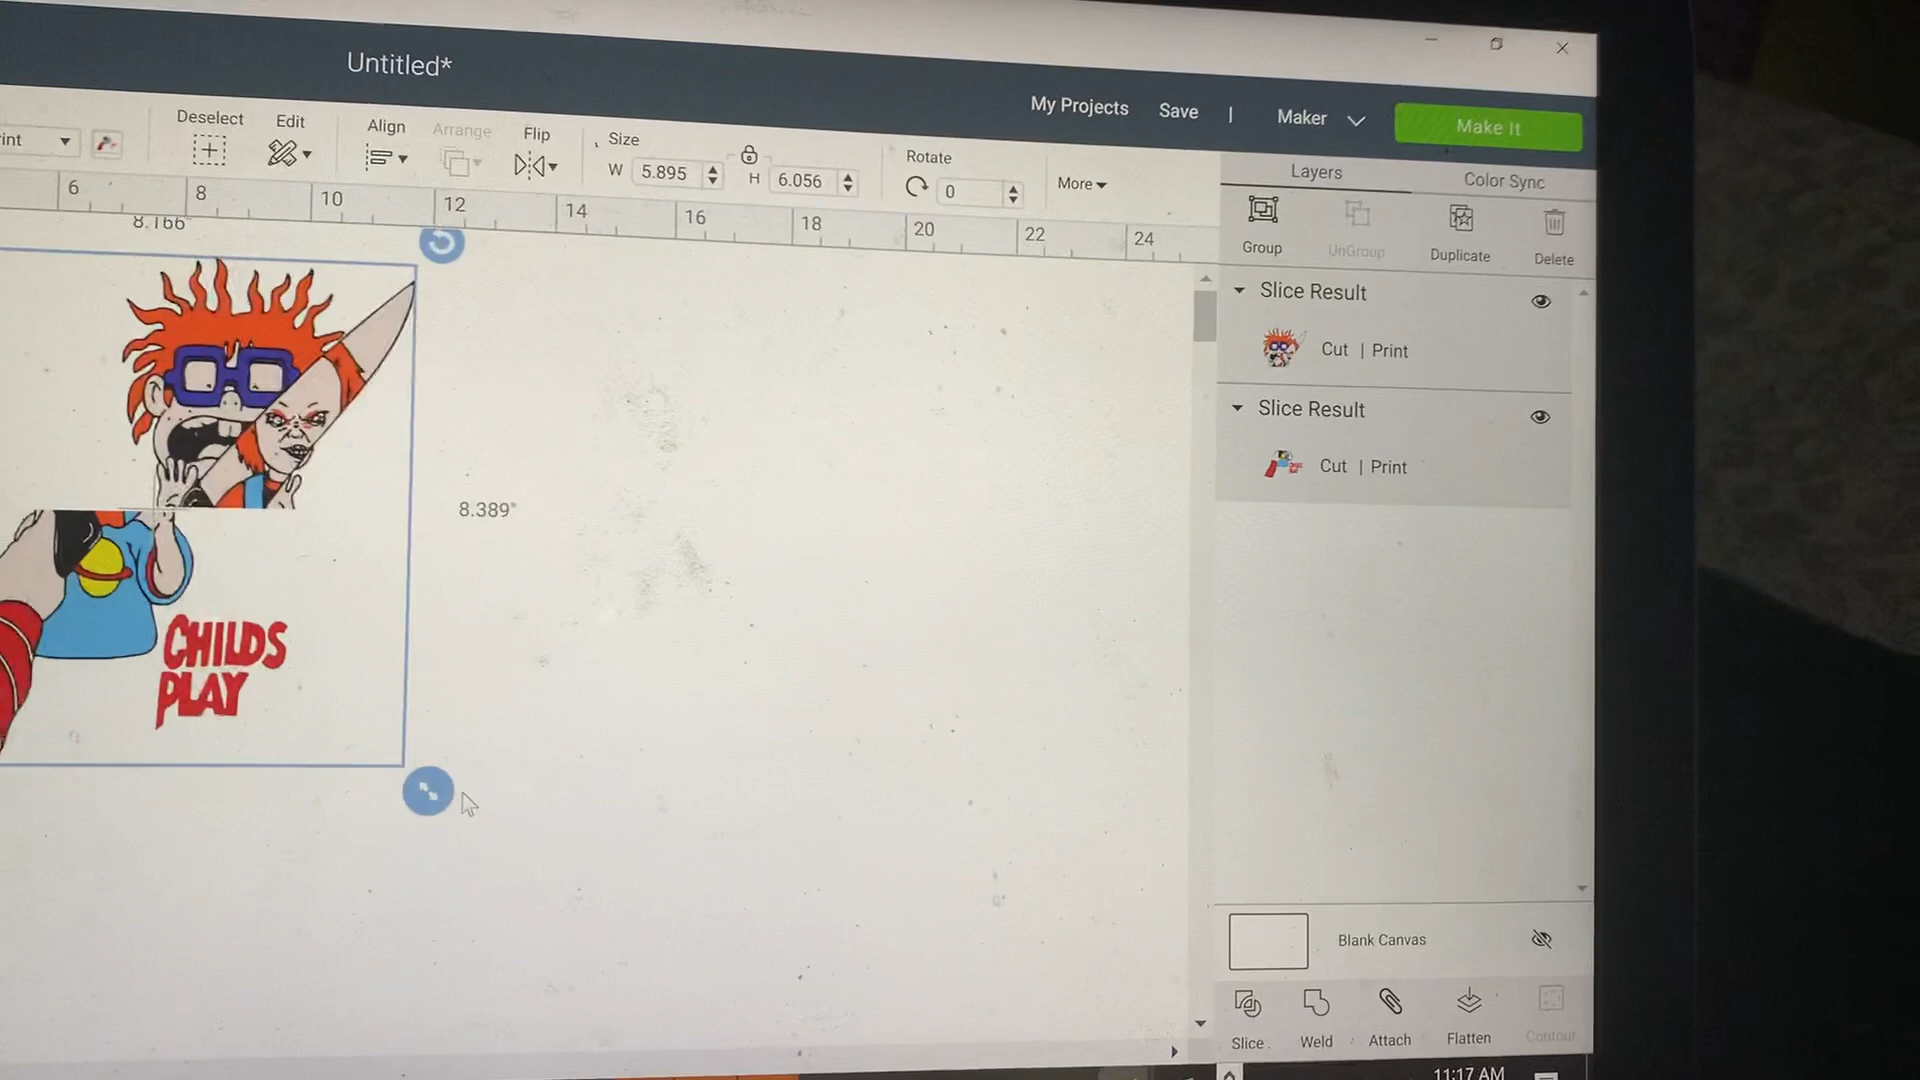 Untitled*
My Projects Save | Maker Make It
Deselect Edit Align Arrange Flip Size Rotate
W 5.895 H 6.056 0 More
6 8 10 12 14 16 18 20 22 24
8.166
Layers Color Sync
Group UnGroup Duplicate Delete
Slice Result
Cut | Print
Slice Result
Cut | Print
8.389"
CHILDS
PLAY
Blank Canvas
Slice Weld Attach Flatten Contour
11:17 AM